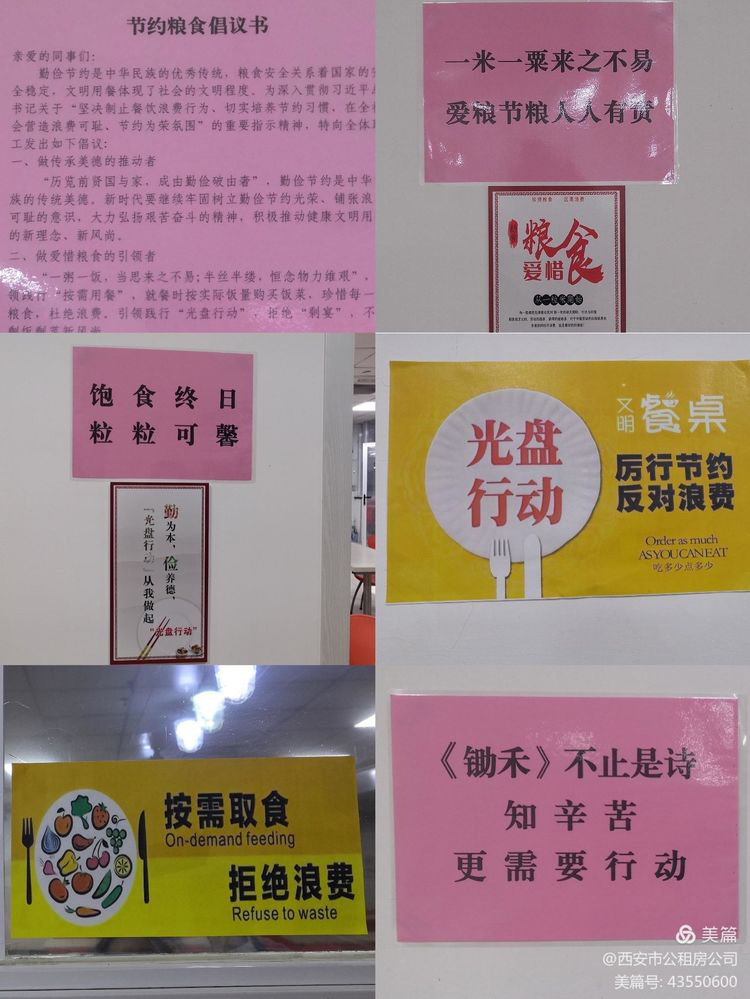 节约粮食倡议书
亲爱的同事们：
勤俭节约是中华民族的优秀传统，粮食安全关系着国家的安
全稳定。文明用餐体现了社会的文明程度。为深入贯彻习近平总
书记关于“坚决制止餐饮浪费行为、切实培养节约习惯、在全社
会营造浪费可耻、节约为荣氛围”的重要指示精神，特向全体职
工发出如下倡议:
一、做传承美德的推动者
“历览前贤国与家，成由勤俭破由奢”，勤俭节约是中华
族的传统美德。新时代要继续牢固树立勤俭节约光荣、铺张浪
可耻的意识，大力弘扬艰苦奋斗的精神，积极推动健康文明用
的新理念、新风尚。
二、做爱惜粮食的引领者
“一粥一饭，当思来之不易;半丝半缕，恒念物力维艰”，
领践行“按需用餐”，就餐时按实际饭量购买饭菜、珍惜每一
粮食，杜绝浪费。引领践行“光盘行动”，拒绝“剩宴”，不
一米一粟来之不易
爱粮节粮人人有责
珍惜粮食 远离浪费
粮食
爱惜
饱食终日
粒粒可馨
勤为本，俭养德，
「光盘行动」从我做起
“光盘行动”
光盘
行动
文明
餐桌
厉行节约
反对浪费
Order as much
AS YOU CAN EAT
吃多少点多少
按需取食
On-demand feeding
拒绝浪费
Refuse to waste
《锄禾》不止是诗
知辛苦
更需要行动
美篇
@西安市公租房公司
美篇号: 43550600